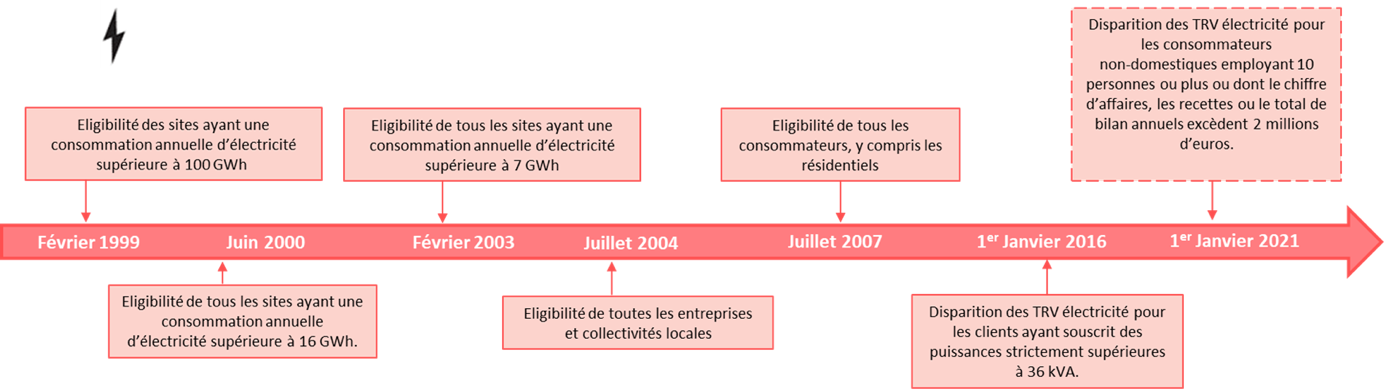 Disparition des TRV électricité pour
les consommateurs
non-domestiques employant 10
personnes ou plus ou dont le chiffre
d'affaires, les recettes ou le total de
bilan annuels excèdent 2 millions
d'euros.
Eligibilité des sites ayant une
consommation annuelle d'électricité
supérieure à 100 GWh
Eligibilité de tous les sites ayant une
consommation annuelle d'électricité
supérieure à 7 GWh
Eligibilité de tous les
consommateurs, y compris les
résidentiels
Février 1999 Juin 2000 Février 2003 Juillet 2004 Juillet 2007 1er Janvier 2016 1er Janvier 2021
Eligibilité de tous les sites ayant une
consommation annuelle
d'électricité supérieure à 16 GWh.
Eligibilité de toutes les entreprises
et collectivités locales
Disparition des TRV électricité pour
les clients ayant souscrit des
puissances strictement supérieures
à 36 kVA.